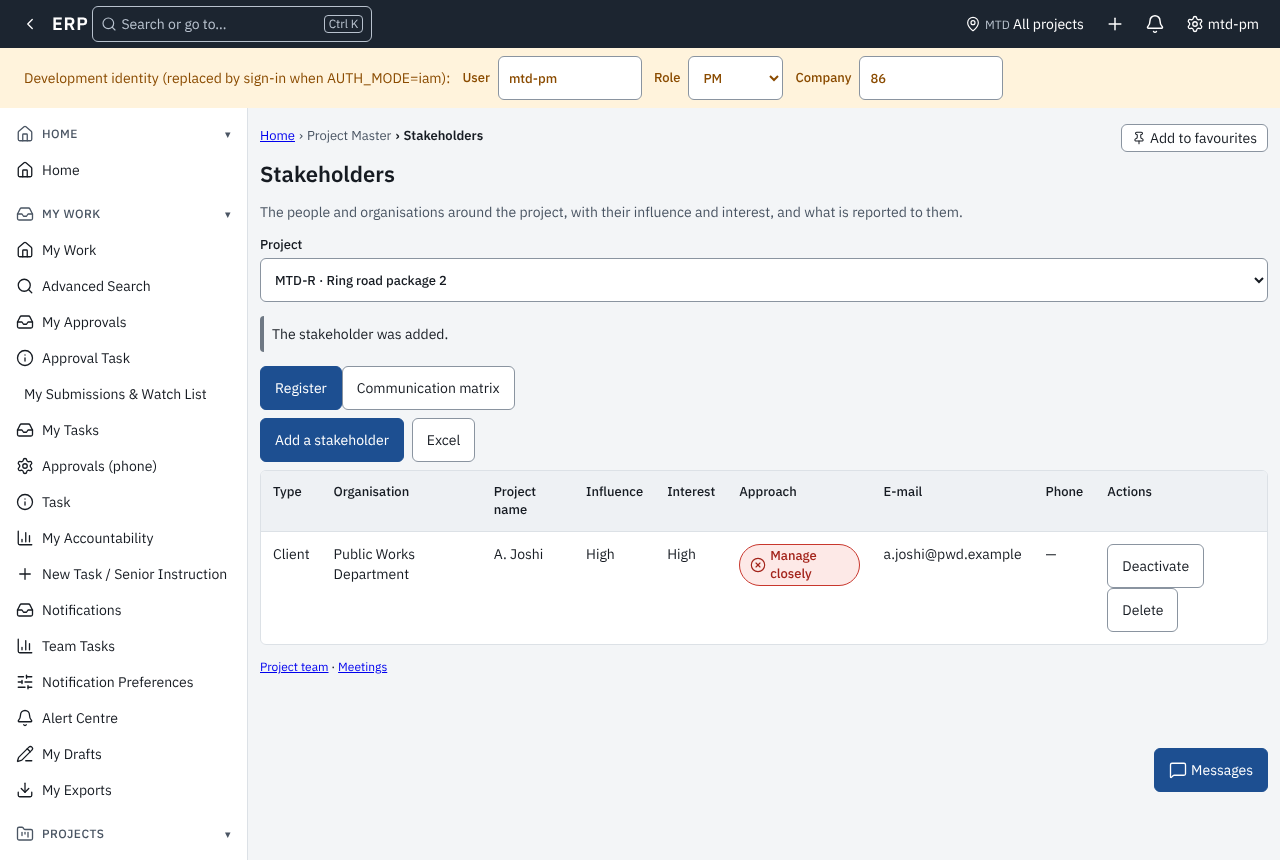 ERP
Search or go to...
Ctrl K
MTD All projects
mtd-pm
Development identity (replaced by sign-in when AUTH_MODE=iam):
User
mtd-pm
Role
PM
Company
86
HOME
Home
MY WORK
My Work
Advanced Search
My Approvals
Approval Task
My Submissions & Watch List
My Tasks
Approvals (phone)
Task
My Accountability
New Task / Senior Instruction
Notifications
Team Tasks
Notification Preferences
Alert Centre
My Drafts
My Exports
PROJECTS
Home › Project Master › Stakeholders
Add to favourites
Stakeholders
The people and organisations around the project, with their influence and interest, and what is reported to them.
Project
MTD-R · Ring road package 2
The stakeholder was added.
Register
Communication matrix
Add a stakeholder
Excel
Type
Organisation
Project
name
Influence
Interest
Approach
E-mail
Phone
Actions
Client
Public Works
Department
A. Joshi
High
High
Manage
closely
a.joshi@pwd.example
—
Deactivate
Delete
Project team · Meetings
Messages